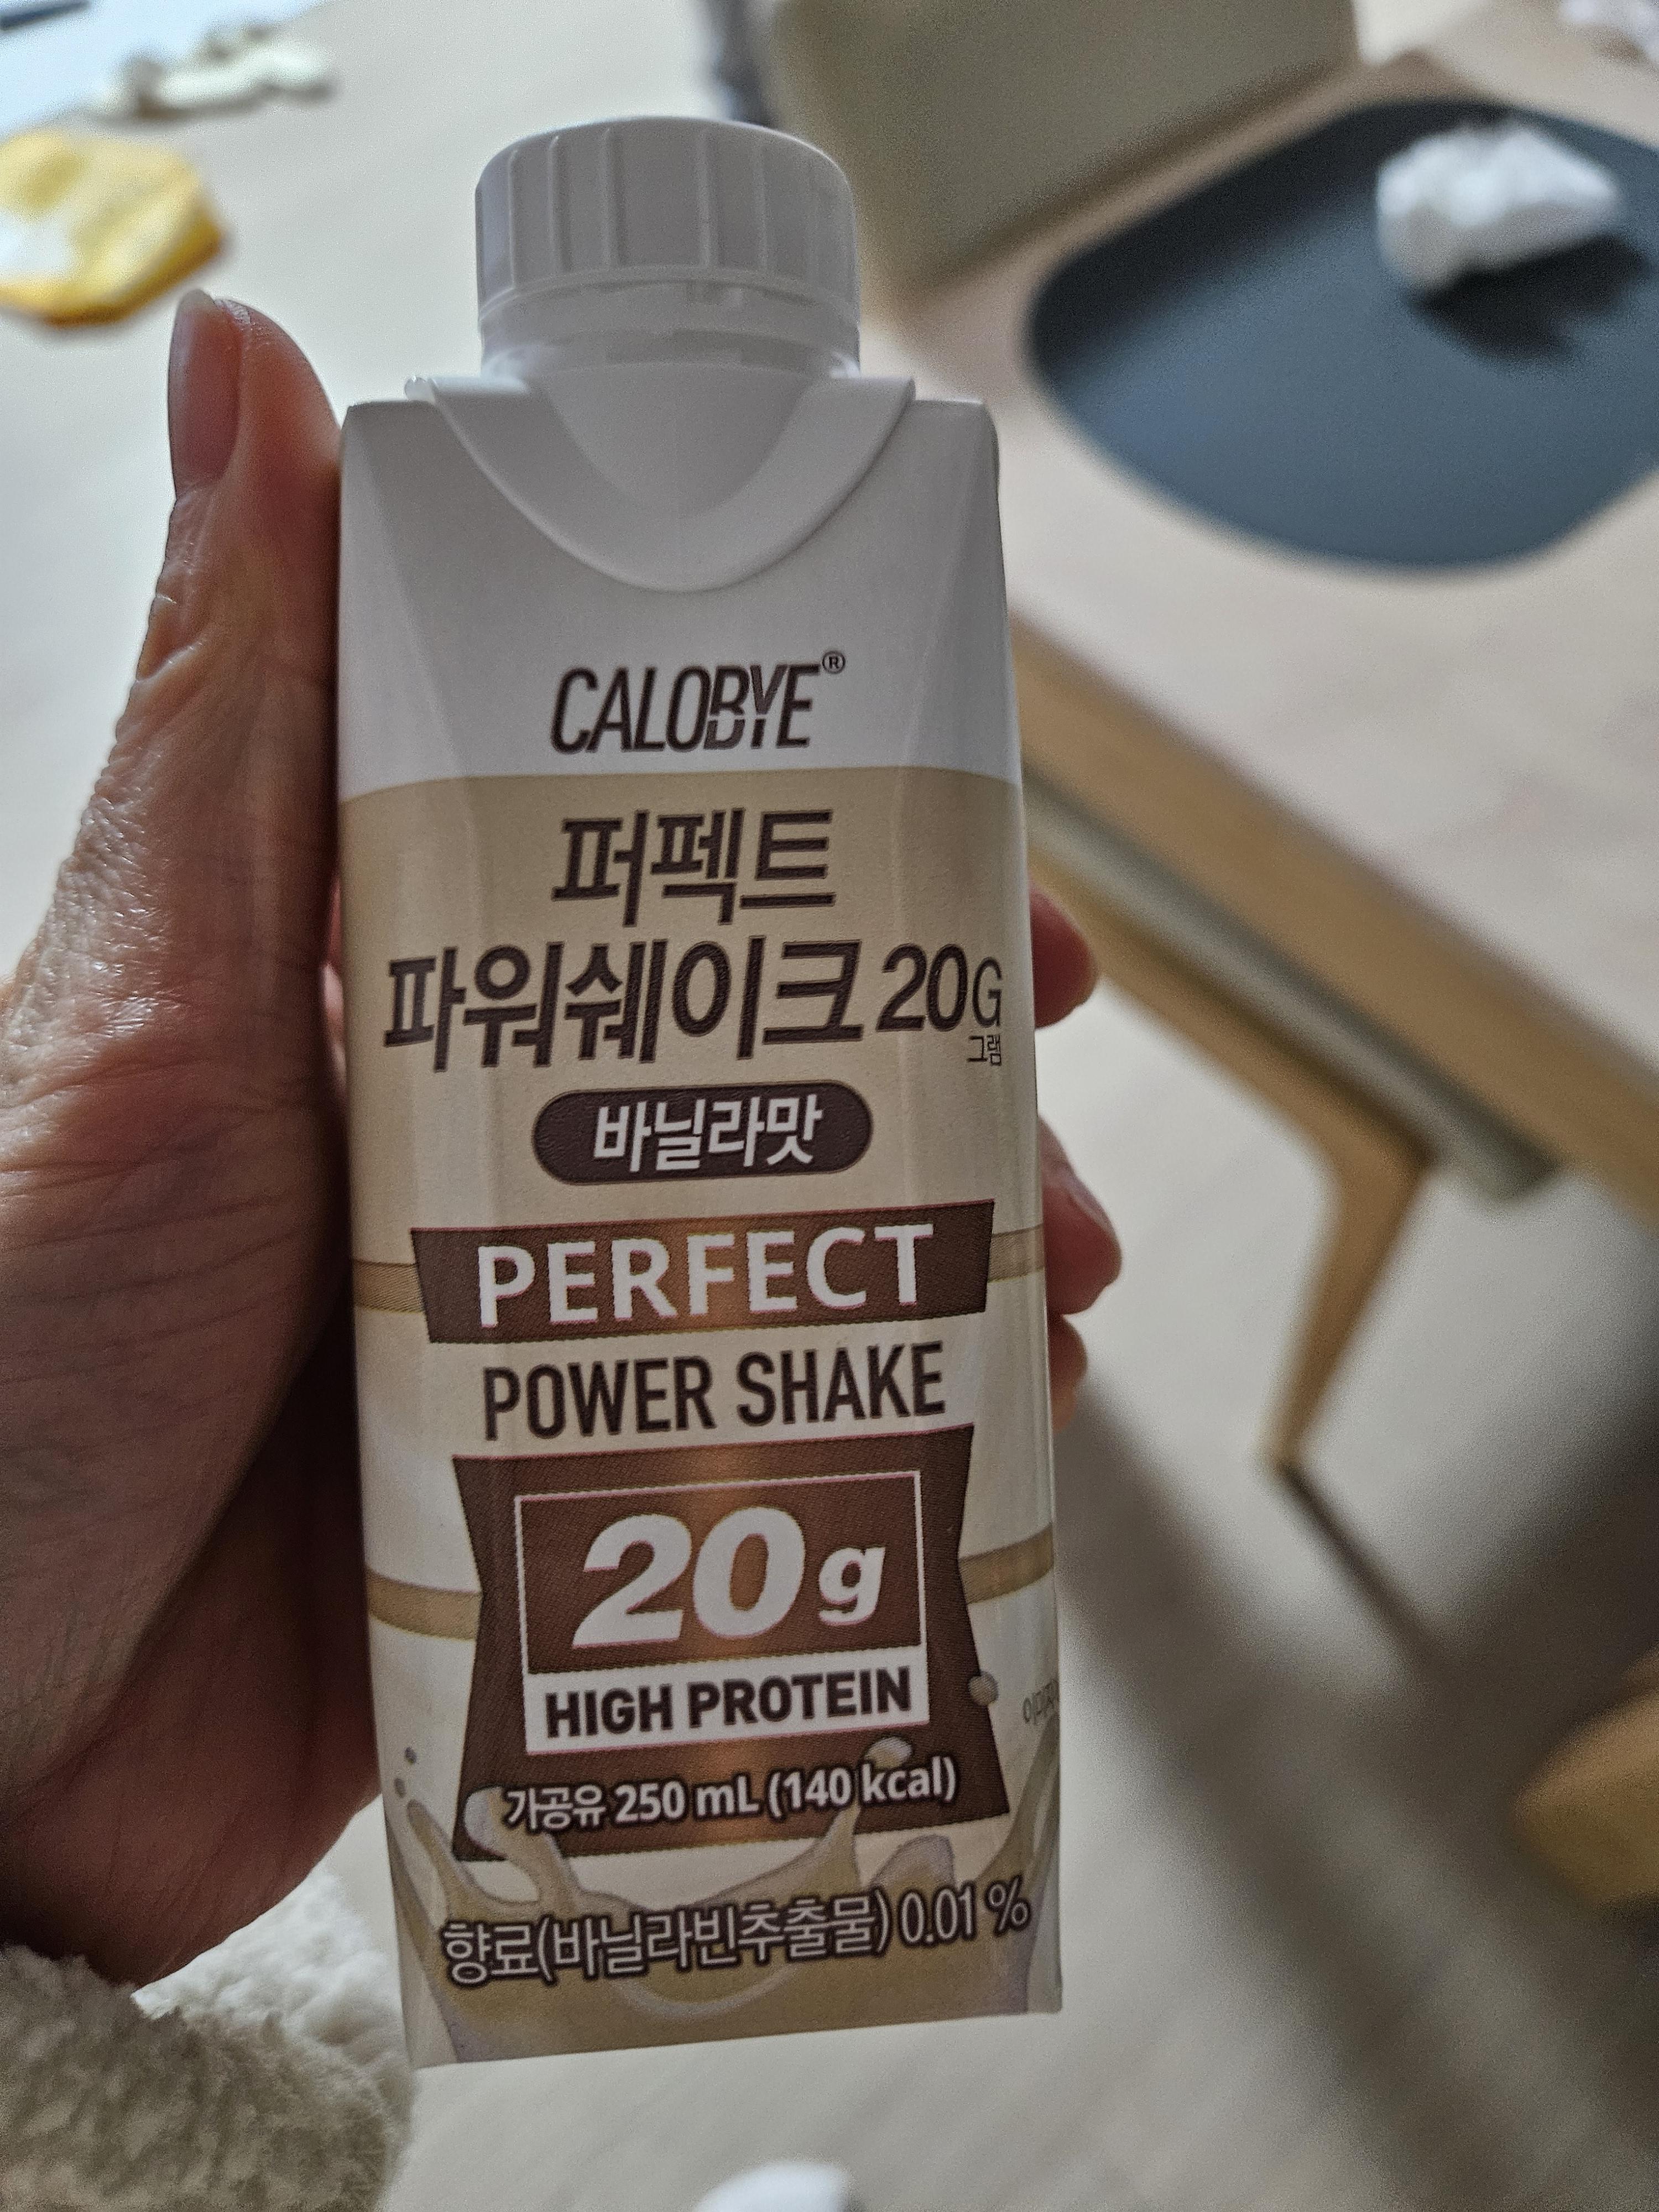 CALOBYE®
퍼펙트
파워쉐이크 20G
그램
바닐라맛
PERFECT
POWER SHAKE
20g
HIGH PROTEIN
가공유 250 mL (140 kcal)
향료(바닐라빈추출물) 0.01 %